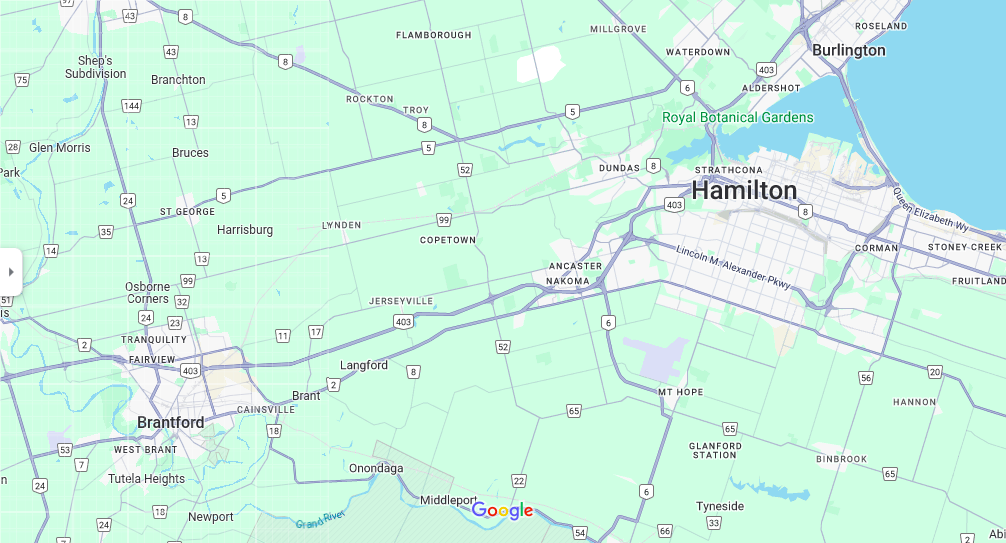 97
43
8
ROSELAND
FLAMBOROUGH
MILLGROVE
Burlington
WATERDOWN
43
8
403
Shep's
Subdivision
75
Branchton
6
ALDERSHOT
ROCKTON
144
TROY
5
Royal Botanical Gardens
13
8
28
Glen Morris
5
Bruces
8
Park
52
DUNDAS
STRATHCONA
Hamilton
24
5
403
8
Queen Elizabeth Wy
ST GEORGE
99
35
Harrisburg
LYNDEN
COPETOWN
14
13
Lincoln M. Alexander Pkwy
CORMAN
STONEY CREEK
ANCASTER
99
NAKOMA
FRUITLAND
Osborne
Corners
32
51
JERSEYVILLE
is
24
23
403
6
11
17
TRANQUILITY
2
52
FAIRVIEW
403
Langford
8
20
56
2
MT HOPE
Brant
HANNON
CAINSVILLE
65
Brantford
18
65
53
WEST BRANT
GLANFORD
STATION
7
BINBROOK
Onondaga
65
Tutela Heights
22
24
6
Middleport
Google
Tyneside
18
Newport
Grand River
24
33
54
66
2
Abi